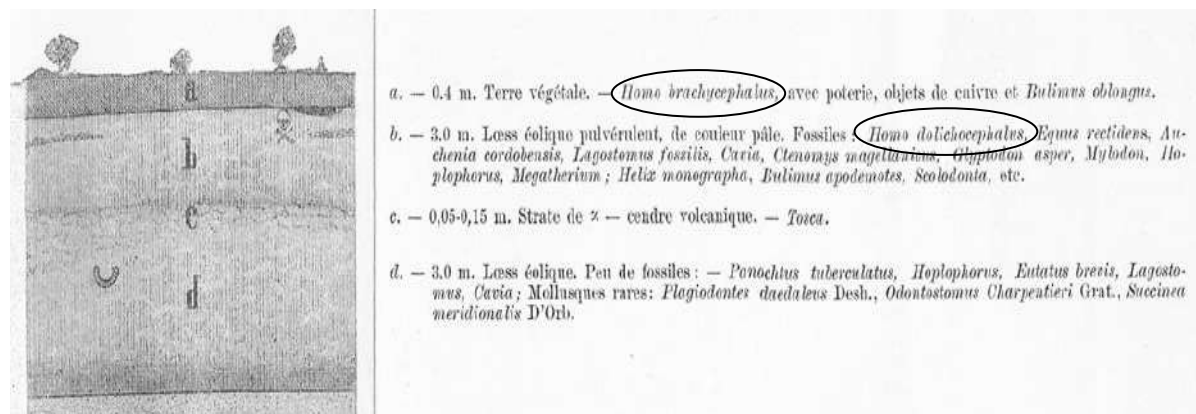 a
b
c
d
a. — 0.4 m. Terre végétale. — Homo brachycephalus, avec poterie, objets de cuivre et Bulimus oblongus.
b. — 3.0 m. Lœss éolique pulvérulent, de couleur pâle. Fossiles : Homo dolichocephalus, Equus rectidens, Au-
chenia cordobensis, Lagostomus fossilis, Cavia, Ctenomys magellanicus, Glyptodon asper, Mylodon, Ho-
plophorus, Megatherium ; Helix monographa, Bulimus apodemotes, Scolodonta, etc.
c. — 0,05-0,15 m. Strate de z — cendre volcanique. — Tosca.
d. — 3.0 m. Lœss éolique. Peu de fossiles : — Panochtus tuberculatus, Hoplophorus, Eutatus brevis, Lagosto-
mus, Cavia ; Mollusques rares: Plagiodontes daedaleus Desh., Odontostomus Charpentieri Grat., Succinea
meridionalis D'Orb.